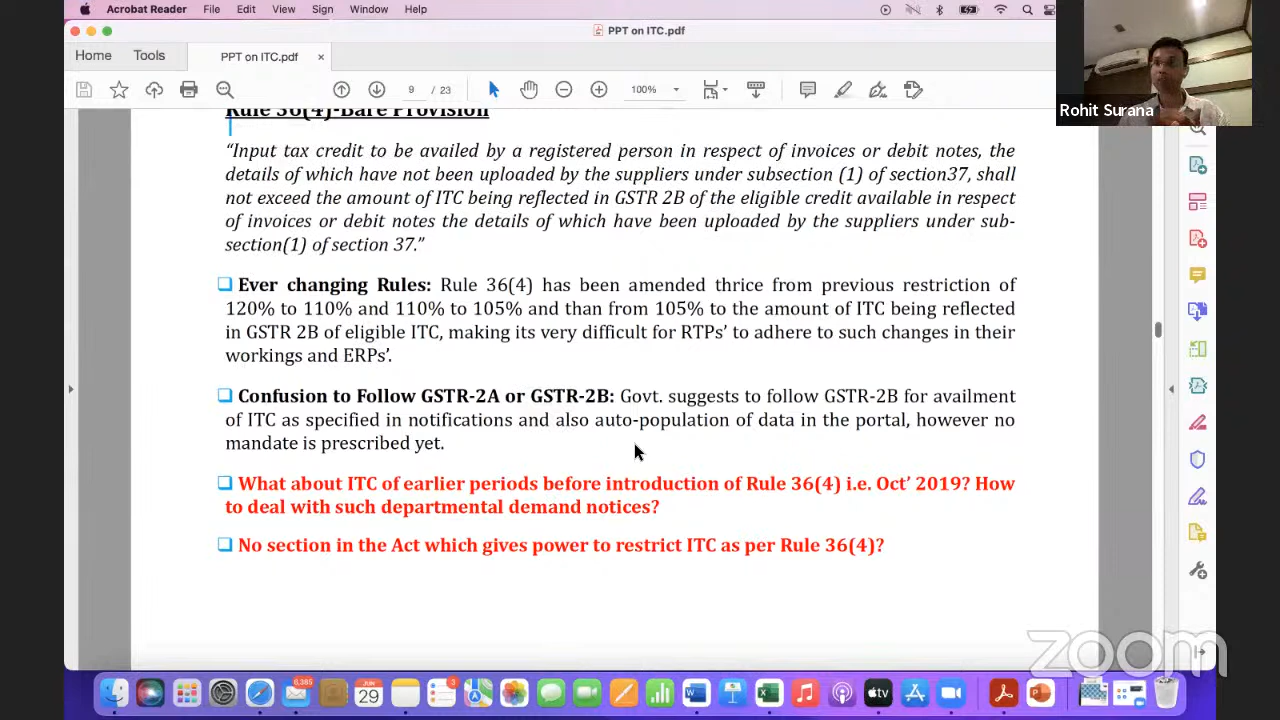 Acrobat Reader File Edit View Sign Window Help
PPT on ITC.pdf
Home Tools PPT on ITC.pdf ×
9 / 23 100%
Rohit Surana
Rule 36(4)-Bare Provision
“Input tax credit to be availed by a registered person in respect of invoices or debit notes, the
details of which have not been uploaded by the suppliers under subsection (1) of section37, shall
not exceed the amount of ITC being reflected in GSTR 2B of the eligible credit available in respect
of invoices or debit notes the details of which have been uploaded by the suppliers under sub-
section(1) of section 37.”
Ever changing Rules: Rule 36(4) has been amended thrice from previous restriction of
120% to 110% and 110% to 105% and than from 105% to the amount of ITC being reflected
in GSTR 2B of eligible ITC, making its very difficult for RTPs’ to adhere to such changes in their
workings and ERPs’.
Confusion to Follow GSTR-2A or GSTR-2B: Govt. suggests to follow GSTR-2B for availment
of ITC as specified in notifications and also auto-population of data in the portal, however no
mandate is prescribed yet.
What about ITC of earlier periods before introduction of Rule 36(4) i.e. Oct’ 2019? How
to deal with such departmental demand notices?
No section in the Act which gives power to restrict ITC as per Rule 36(4)?
zoom
6,385 JUN 29 3 tv